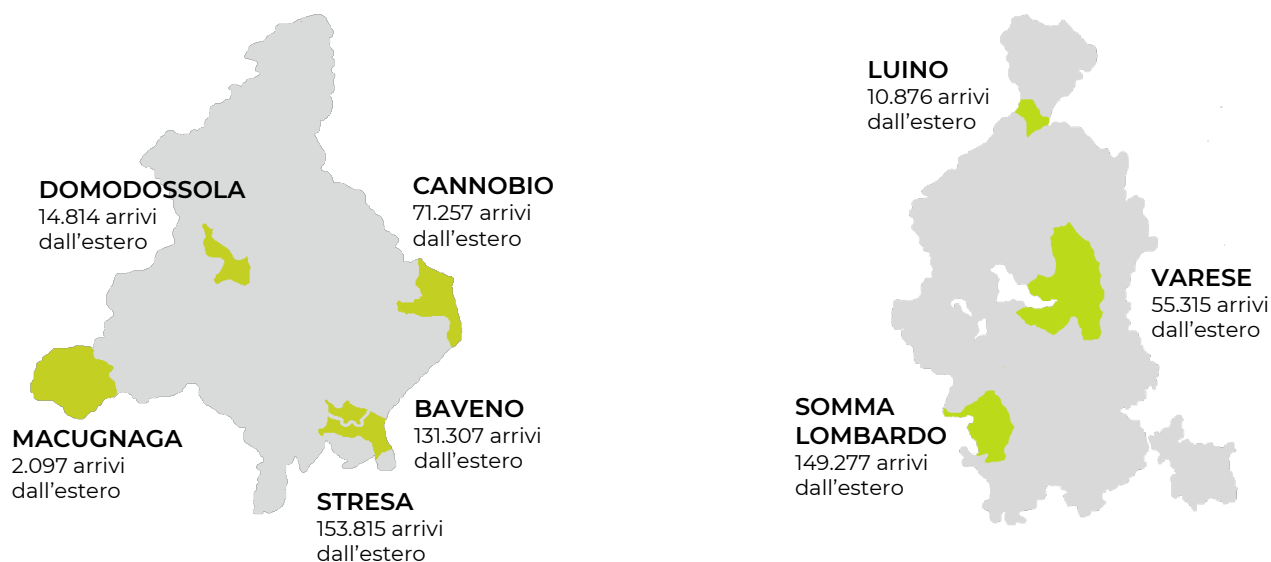 DOMODOSSOLA
14.814 arrivi
dall'estero
CANNOBIO
71.257 arrivi
dall'estero
MACUGNAGA
2.097 arrivi
dall'estero
BAVENO
131.307 arrivi
dall'estero
STRESA
153.815 arrivi
dall'estero
LUINO
10.876 arrivi
dall'estero
VARESE
55.315 arrivi
dall'estero
SOMMA
LOMBARDO
149.277 arrivi
dall'estero